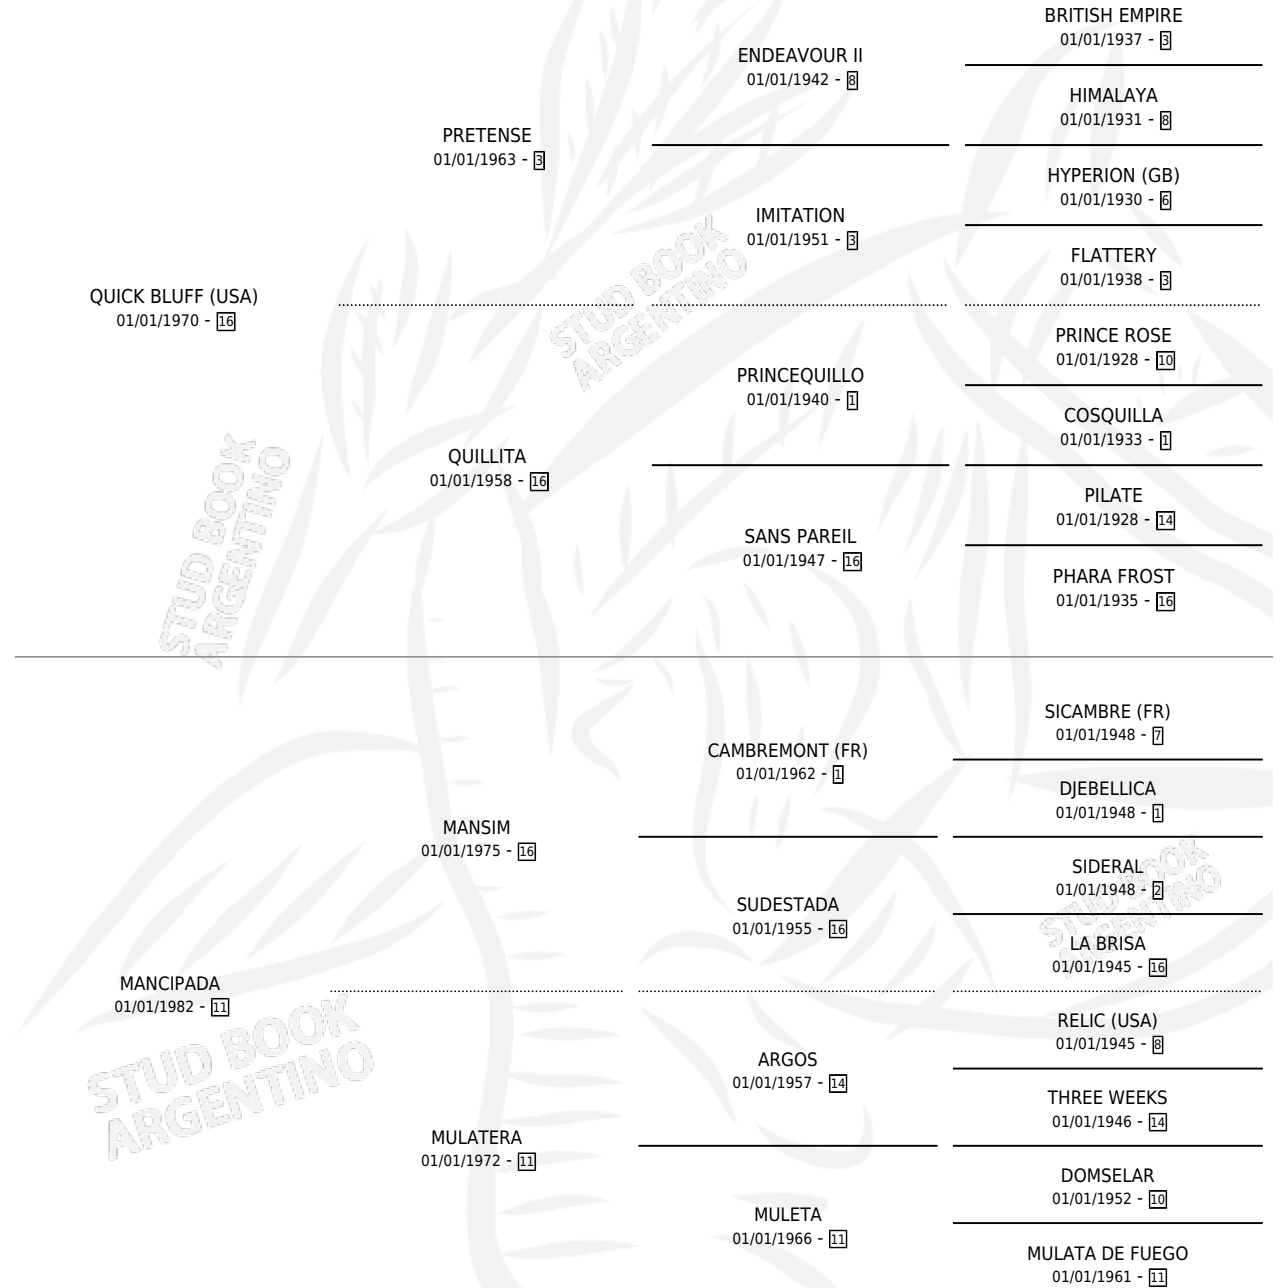 BRITISH EMPIRE
01/01/1937 - 3
ENDEAVOUR II
01/01/1942 - 8
HIMALAYA
01/01/1931 - 8
PRETENSE
01/01/1963 - 3
HYPERION (GB)
01/01/1930 - 6
IMITATION
01/01/1951 - 3
FLATTERY
01/01/1938 - 3
QUICK BLUFF (USA)
01/01/1970 - 16
STUD BOOK
ARGENTINO
PRINCE ROSE
01/01/1928 - 10
PRINCEQUILLO
01/01/1940 - 1
COSQUILLA
01/01/1933 - 1
QUILLITA
01/01/1958 - 16
PILATE
01/01/1928 - 14
SANS PAREIL
01/01/1947 - 16
PHARA FROST
01/01/1935 - 16
STUD BOOK
ARGENTINO
SICAMBRE (FR)
01/01/1948 - 7
CAMBREMONT (FR)
01/01/1962 - 1
DJEBELLICA
01/01/1948 - 1
MANSIM
01/01/1975 - 16
SIDERAL
01/01/1948 - 2
SUDESTADA
01/01/1955 - 16
LA BRISA
01/01/1945 - 16
STUD BOOK
ARGENTINO
MANCIPADA
01/01/1982 - 11
RELIC (USA)
01/01/1945 - 8
ARGOS
01/01/1957 - 14
THREE WEEKS
01/01/1946 - 14
STUD BOOK
ARGENTINO
MULATERA
01/01/1972 - 11
DOMSELAR
01/01/1952 - 10
MULETA
01/01/1966 - 11
MULATA DE FUEGO
01/01/1961 - 11